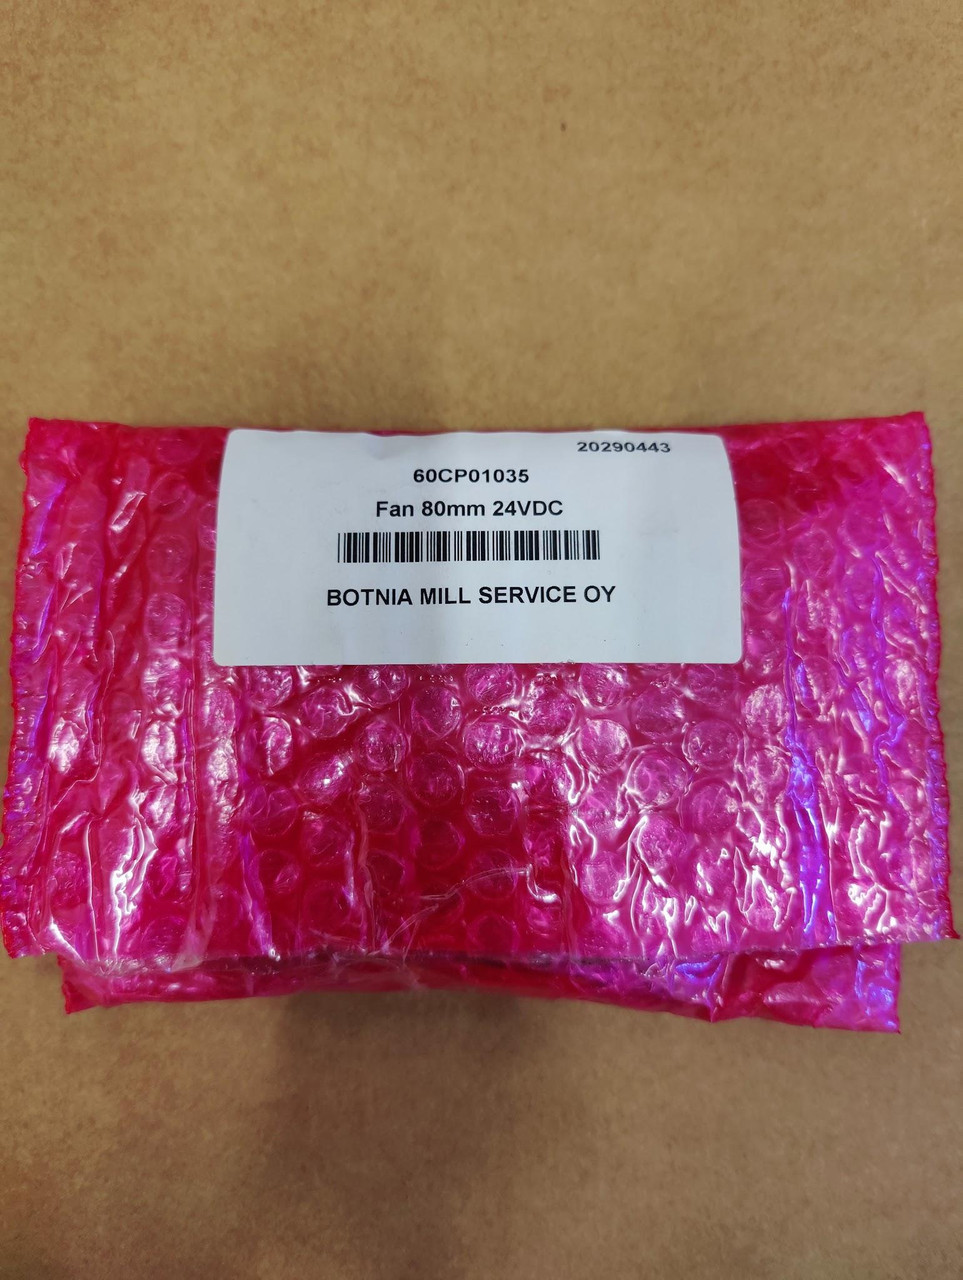 20290443
60CP01035
Fan 80mm 24VDC
BOTNIA MILL SERVICE OY